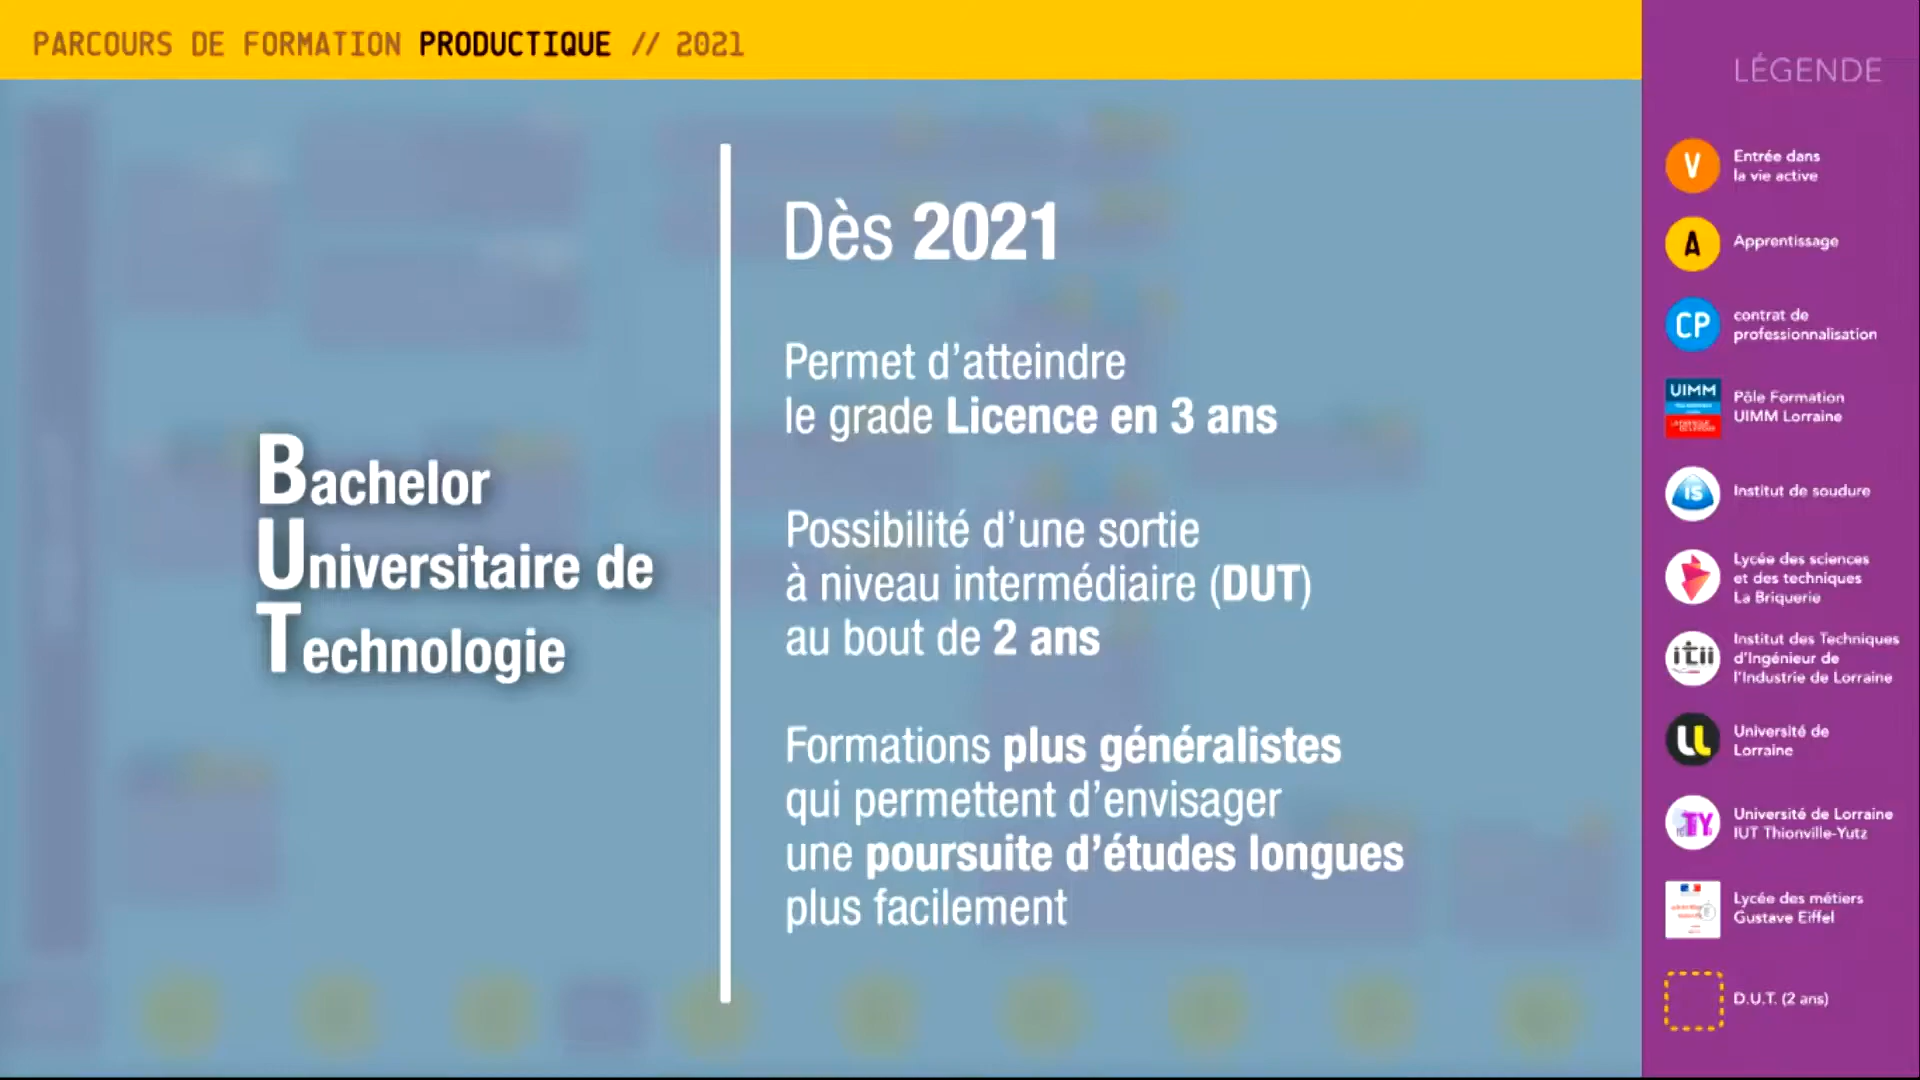 PARCOURS DE FORMATION PRODUCTIQUE // 2021
Bachelor
Universitaire de
Technologie
Dès 2021
Permet d’atteindre
le grade Licence en 3 ans
Possibilité d’une sortie
à niveau intermédiaire (DUT)
au bout de 2 ans
Formations plus généralistes
qui permettent d’envisager
une poursuite d’études longues
plus facilement
LÉGENDE
V
Entrée dans
la vie active
A
Apprentissage
CP
contrat de
professionnalisation
UIMM
Pôle Formation
UIMM Lorraine
iS
Institut de soudure
Lycée des sciences
et des techniques
La Briquerie
itii
Institut des Techniques
d’Ingénieur de
l’Industrie de Lorraine
Université de
Lorraine
TY
Université de Lorraine
IUT Thionville-Yutz
Lycée des métiers
Gustave Eiffel
D.U.T. (2 ans)